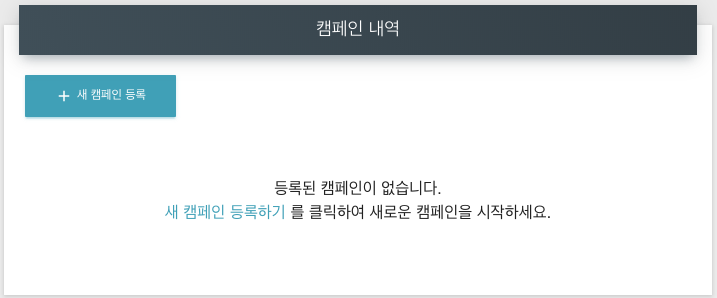 캠페인 내역
+ 새 캠페인 등록
등록된 캠페인이 없습니다.
새 캠페인 등록하기 를 클릭하여 새로운 캠페인을 시작하세요.